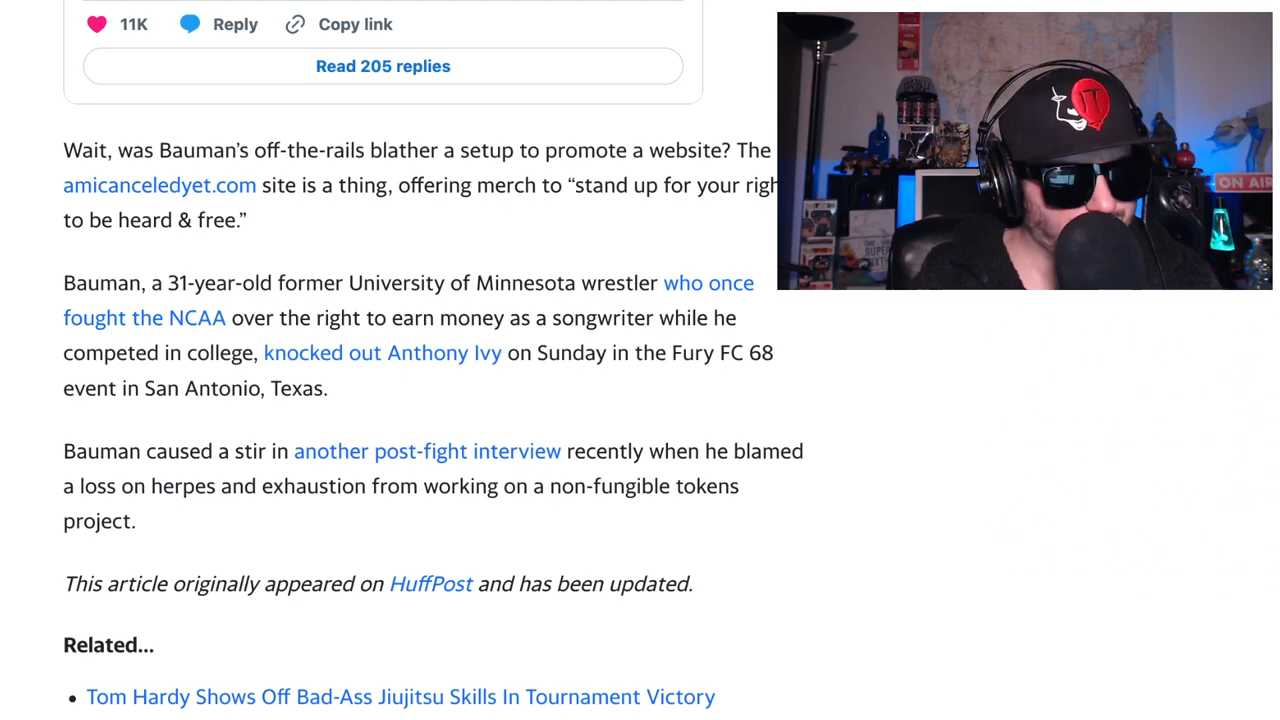 11K Reply Copy link
Read 205 replies
Wait, was Bauman’s off-the-rails blather a setup to promote a website? The
amicanceledyet.com site is a thing, offering merch to “stand up for your righ
to be heard & free.”
Bauman, a 31-year-old former University of Minnesota wrestler who once
fought the NCAA over the right to earn money as a songwriter while he
competed in college, knocked out Anthony Ivy on Sunday in the Fury FC 68
event in San Antonio, Texas.
Bauman caused a stir in another post-fight interview recently when he blamed
a loss on herpes and exhaustion from working on a non-fungible tokens
project.
This article originally appeared on HuffPost and has been updated.
Related...
• Tom Hardy Shows Off Bad-Ass Jiujitsu Skills In Tournament Victory
IT
ON AIR